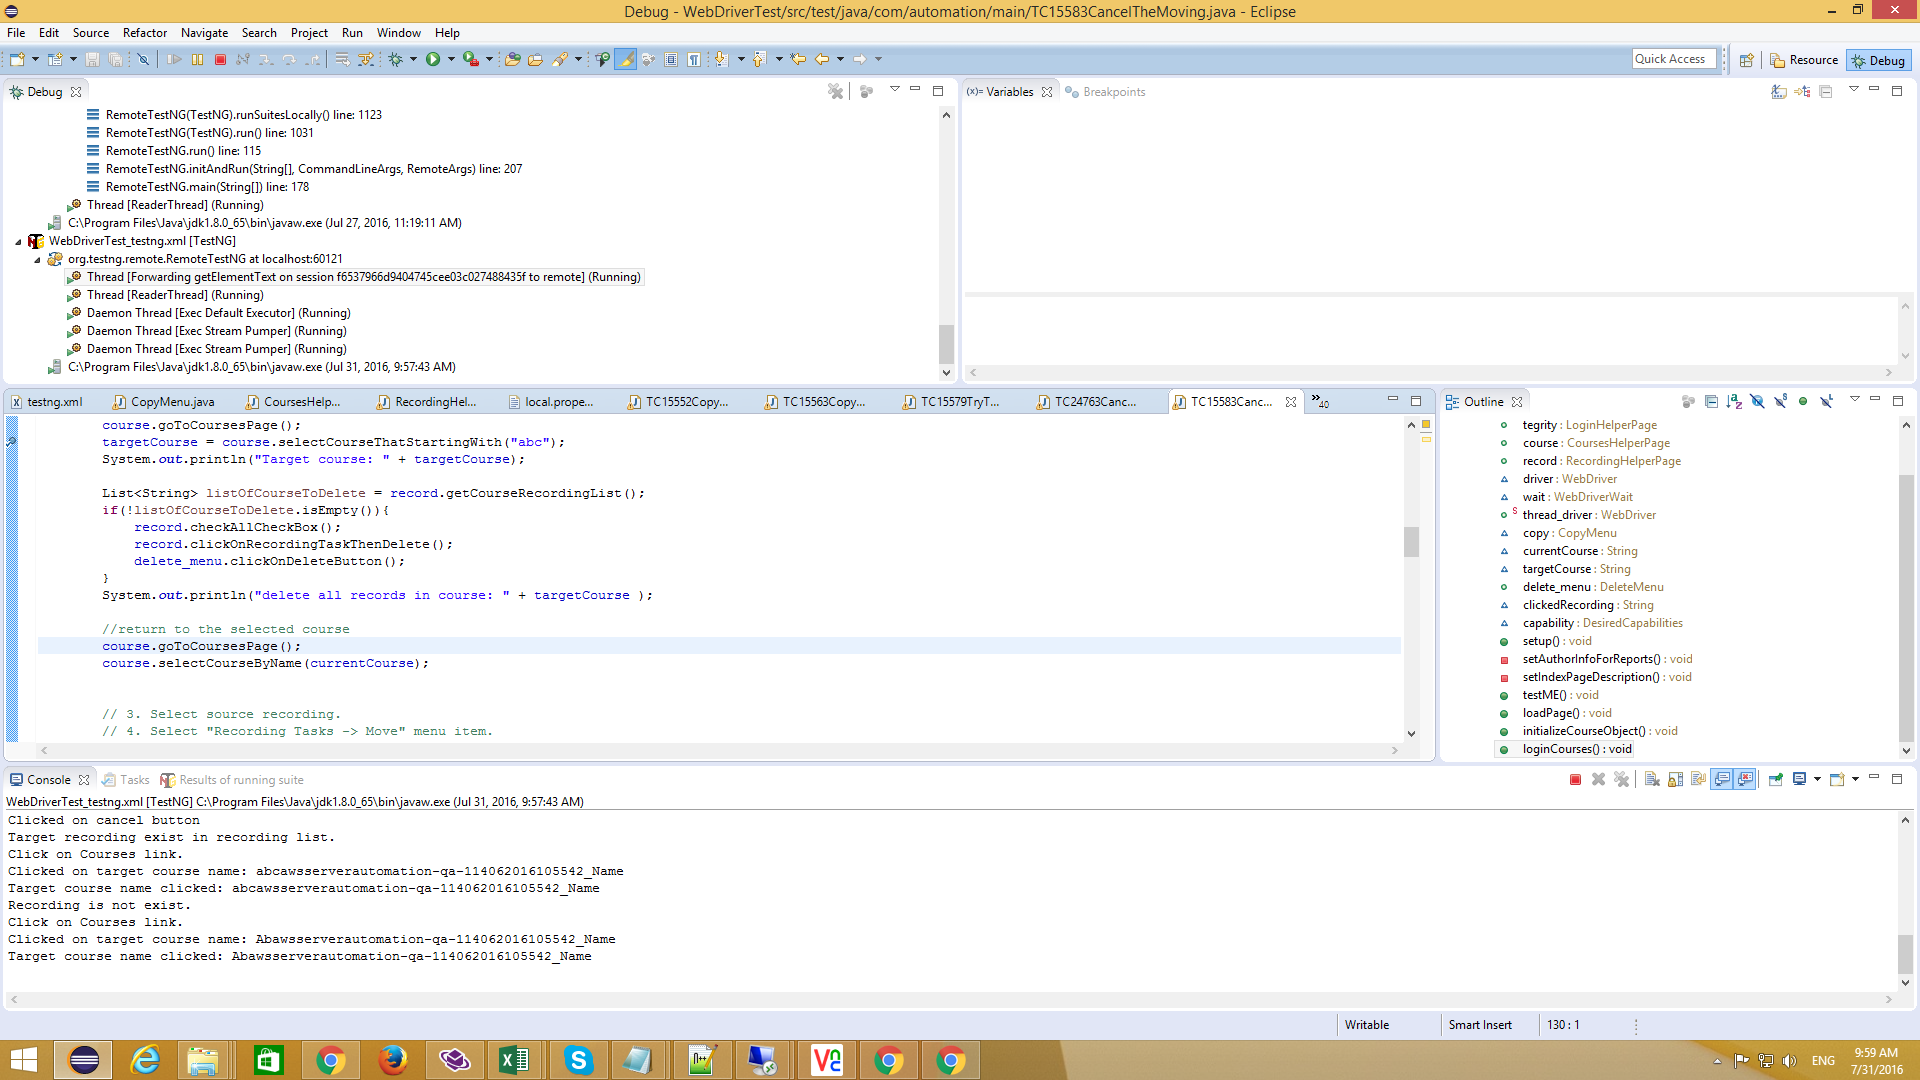 Debug - WebDriverTest/src/test/java/com/automation/main/TC15583CancelTheMoving.java - Eclipse
File Edit Source Refactor Navigate Search Project Run Window Help
Quick Access
Resource
Debug
Debug
RemoteTestNG(TestNG).runSuitesLocally() line: 1123
RemoteTestNG(TestNG).run() line: 1031
RemoteTestNG.run() line: 115
RemoteTestNG.initAndRun(String[], CommandLineArgs, RemoteArgs) line: 207
RemoteTestNG.main(String[]) line: 178
Thread [ReaderThread] (Running)
C:\Program Files\Java\jdk1.8.0_65\bin\javaw.exe (Jul 27, 2016, 11:19:11 AM)
WebDriverTest_testng.xml [TestNG]
org.testng.remote.RemoteTestNG at localhost:60121
Thread [Forwarding getElementText on session f6537966d9404745cee03c027488435f to remote] (Running)
Thread [ReaderThread] (Running)
Daemon Thread [Exec Default Executor] (Running)
Daemon Thread [Exec Stream Pumper] (Running)
Daemon Thread [Exec Stream Pumper] (Running)
C:\Program Files\Java\jdk1.8.0_65\bin\javaw.exe (Jul 31, 2016, 9:57:43 AM)
(x)= Variables
Breakpoints
testng.xml CopyMenu.java CoursesHelp... RecordingHel... local.prope... TC15552Copy... TC15563Copy... TC15579TryT... TC24763Canc... TC15583Canc... »40
course.goToCoursesPage();
targetCourse = course.selectCourseThatStartingWith("abc");
System.out.println("Target course: " + targetCourse);
List<String> listOfCourseToDelete = record.getCourseRecordingList();
if(!listOfCourseToDelete.isEmpty()){
record.checkAllCheckBox();
record.clickOnRecordingTaskThenDelete();
delete_menu.clickOnDeleteButton();
}
System.out.println("delete all records in course: " + targetCourse );
//return to the selected course
course.goToCoursesPage();
course.selectCourseByName(currentCourse);
// 3. Select source recording.
// 4. Select "Recording Tasks -> Move" menu item.
Outline
tegrity : LoginHelperPage
course : CoursesHelperPage
record : RecordingHelperPage
driver : WebDriver
wait : WebDriverWait
thread_driver : WebDriver
copy : CopyMenu
currentCourse : String
targetCourse : String
delete_menu : DeleteMenu
clickedRecording : String
capability : DesiredCapabilities
setup() : void
setAuthorInfoForReports() : void
setIndexPageDescription() : void
testME() : void
loadPage() : void
initializeCourseObject() : void
loginCourses() : void
Console
Tasks
Results of running suite
WebDriverTest_testng.xml [TestNG] C:\Program Files\Java\jdk1.8.0_65\bin\javaw.exe (Jul 31, 2016, 9:57:43 AM)
Clicked on cancel button
Target recording exist in recording list.
Click on Courses link.
Clicked on target course name: abcawsserverautomation-qa-114062016105542_Name
Target course name clicked: abcawsserverautomation-qa-114062016105542_Name
Recording is not exist.
Click on Courses link.
Clicked on target course name: Abawsserverautomation-qa-114062016105542_Name
Target course name clicked: Abawsserverautomation-qa-114062016105542_Name
Writable
Smart Insert
130 : 1
ENG
9:59 AM
7/31/2016